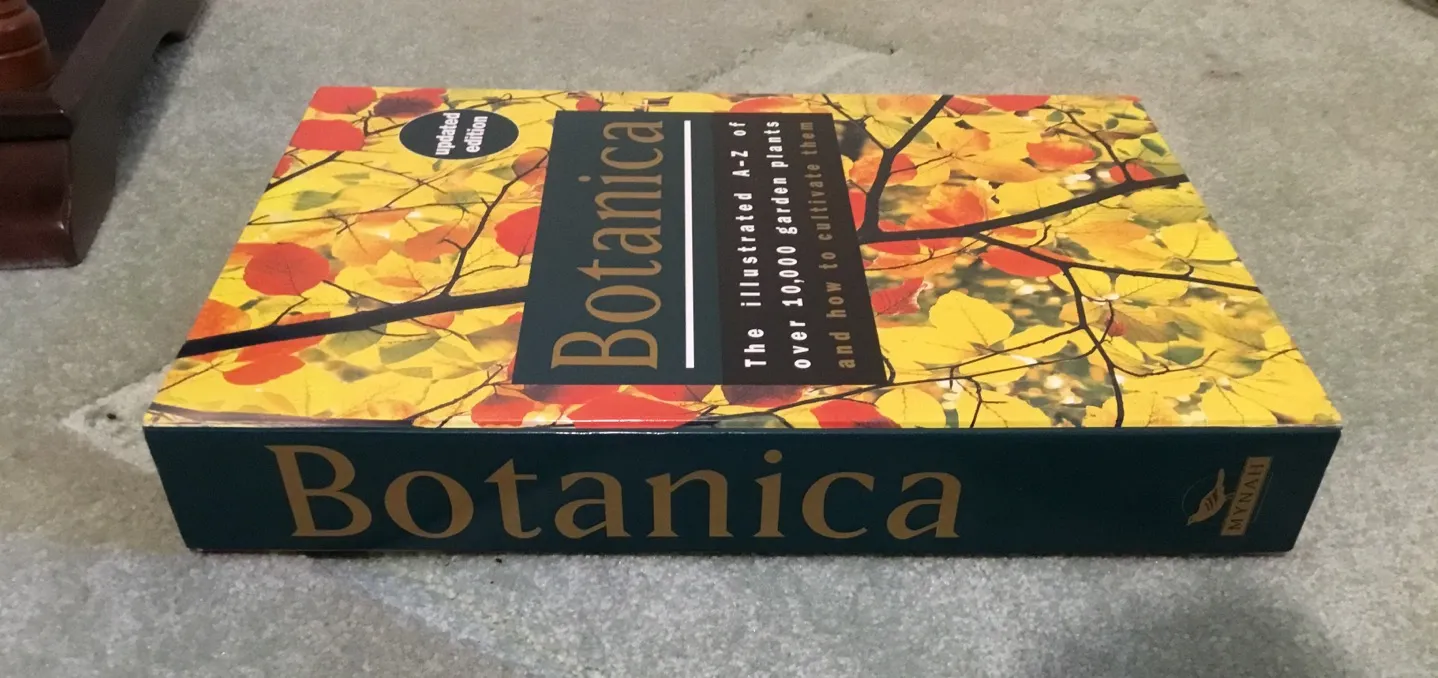 updated
edition
Botanica
The illustrated A-Z of
over 10,000 garden plants
and how to cultivate them
Botanica
MYNAH